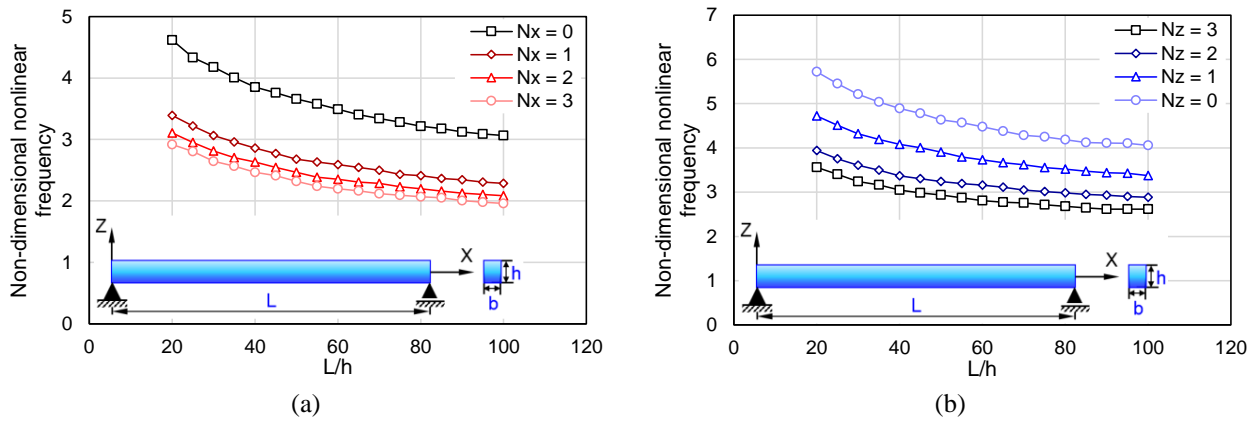 Non-dimensional nonlinear
frequency
5
4
3
2
1
0
0 20 40 60 80 100 120
L/h
Nx = 0
Nx = 1
Nx = 2
Nx = 3
Z
X
h
b
L
(a)
Non-dimensional nonlinear
frequency
7
6
5
4
3
2
1
0
0 20 40 60 80 100 120
L/h
Nz = 3
Nz = 2
Nz = 1
Nz = 0
Z
X
h
b
L
(b)